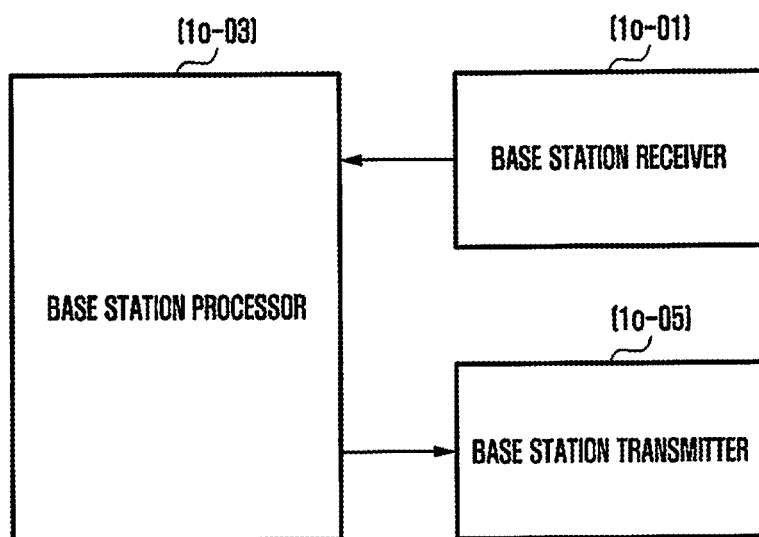 (1o-03)
(1o-01)
BASE STATION RECEIVER
BASE STATION PROCESSOR
(1o-05)
BASE STATION TRANSMITTER